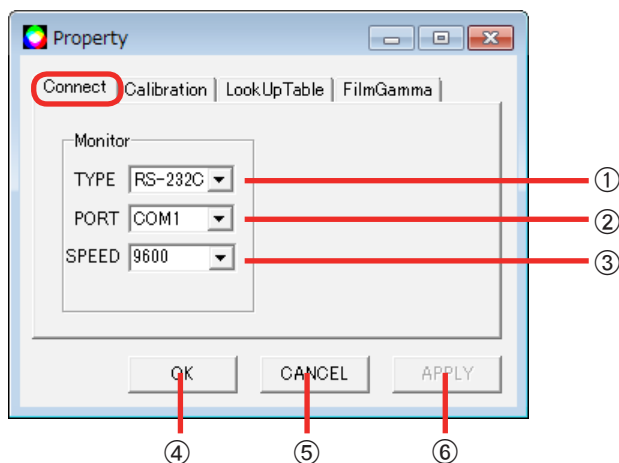 Property
Connect Calibration LookUpTable FilmGamma
Monitor
TYPE RS-232C ①
PORT COM1 ②
SPEED 9600 ③
OK CANCEL APPLY
④ ⑤ ⑥